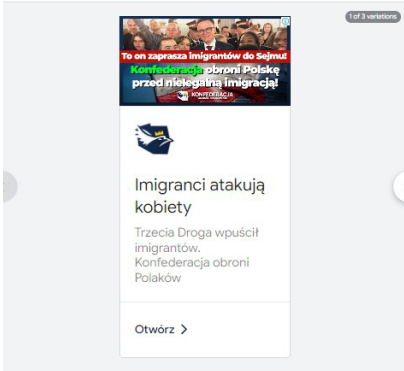 1 of 3 variations
To on zaprasza imigrantów do Sejmu!
Konfederacja obroni Polskę
przed nielegalną imigracją!
KONFEDERACJA
Imigranci atakują
kobiety
Trzecia Droga wpuścił
imigrantów.
Konfederacja obroni
Polaków
Otwórz